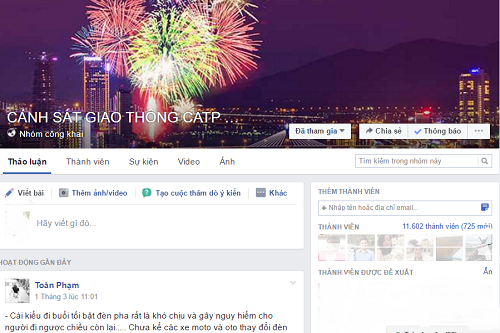 CẢNH SÁT GIAO THÔNG CATP ...
Nhóm công khai
Đã tham gia
Chia sẻ
Thông báo
Thảo luận
Thành viên
Sự kiện
Video
Ảnh
Tìm kiếm trong nhóm này
Viết bài
Thêm ảnh/video
Tạo cuộc thăm dò ý kiến
Khác
Hãy viết gì đó...
THÊM THÀNH VIÊN
+ Nhập tên hoặc địa chỉ email...
THÀNH VIÊN
11.602 thành viên (725 mới)
THÀNH VIÊN ĐƯỢC ĐỀ XUẤT
Ẩn
HOẠT ĐỘNG GẦN ĐÂY
Toàn Phạm
1 Tháng 3 lúc 11:01
- Cái kiểu đi buổi tối bật đèn pha rất là khó chịu và gây nguy hiểm cho
người đi ngược chiều còn lại..... Chưa kể các xe moto và oto thay đổi đèn